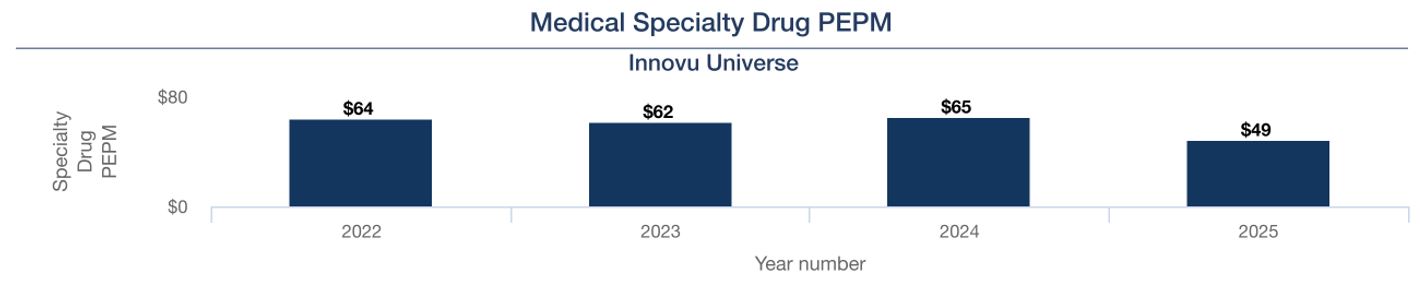 Medical Specialty Drug PEPM
Innovu Universe
Specialty
Drug
PEPM
$80
$0
$64
$62
$65
$49
2022
2023
2024
2025
Year number